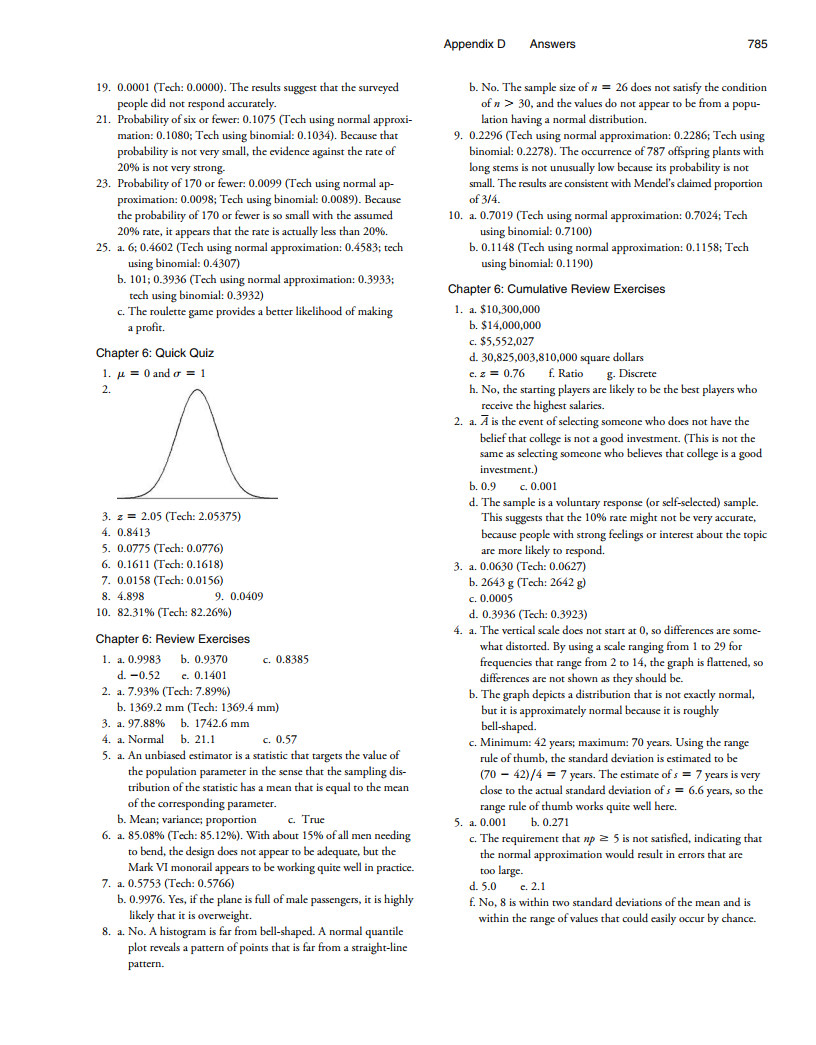 Appendix D Answers 785
19. 0.0001 (Tech: 0.0000). The results suggest that the surveyed
people did not respond accurately.
21. Probability of six or fewer: 0.1075 (Tech using normal approxi-
mation: 0.1080; Tech using binomial: 0.1034). Because that
probability is not very small, the evidence against the rate of
20% is not very strong.
23. Probability of 170 or fewer: 0.0099 (Tech using normal ap-
proximation: 0.0098; Tech using binomial: 0.0089). Because
the probability of 170 or fewer is so small with the assumed
20% rate, it appears that the rate is actually less than 20%.
25. a. 6; 0.4602 (Tech using normal approximation: 0.4583; tech
using binomial: 0.4307)
b. 101; 0.3936 (Tech using normal approximation: 0.3933;
tech using binomial: 0.3932)
c. The roulette game provides a better likelihood of making
a profit.
Chapter 6: Quick Quiz
1. μ = 0 and σ = 1
2.
3. z = 2.05 (Tech: 2.05375)
4. 0.8413
5. 0.0775 (Tech: 0.0776)
6. 0.1611 (Tech: 0.1618)
7. 0.0158 (Tech: 0.0156)
8. 4.898 9. 0.0409
10. 82.31% (Tech: 82.26%)
Chapter 6: Review Exercises
1. a. 0.9983 b. 0.9370 c. 0.8385
d. −0.52 e. 0.1401
2. a. 7.93% (Tech: 7.89%)
b. 1369.2 mm (Tech: 1369.4 mm)
3. a. 97.88% b. 1742.6 mm
4. a. Normal b. 21.1 c. 0.57
5. a. An unbiased estimator is a statistic that targets the value of
the population parameter in the sense that the sampling dis-
tribution of the statistic has a mean that is equal to the mean
of the corresponding parameter.
b. Mean; variance; proportion c. True
6. a. 85.08% (Tech: 85.12%). With about 15% of all men needing
to bend, the design does not appear to be adequate, but the
Mark VI monorail appears to be working quite well in practice.
7. a. 0.5753 (Tech: 0.5766)
b. 0.9976. Yes, if the plane is full of male passengers, it is highly
likely that it is overweight.
8. a. No. A histogram is far from bell-shaped. A normal quantile
plot reveals a pattern of points that is far from a straight-line
pattern.
b. No. The sample size of n = 26 does not satisfy the condition
of n > 30, and the values do not appear to be from a popu-
lation having a normal distribution.
9. 0.2296 (Tech using normal approximation: 0.2286; Tech using
binomial: 0.2278). The occurrence of 787 offspring plants with
long stems is not unusually low because its probability is not
small. The results are consistent with Mendel's claimed proportion
of 3/4.
10. a. 0.7019 (Tech using normal approximation: 0.7024; Tech
using binomial: 0.7100)
b. 0.1148 (Tech using normal approximation: 0.1158; Tech
using binomial: 0.1190)
Chapter 6: Cumulative Review Exercises
1. a. $10,300,000
b. $14,000,000
c. $5,552,027
d. 30,825,003,810,000 square dollars
e. z = 0.76 f. Ratio g. Discrete
h. No, the starting players are likely to be the best players who
receive the highest salaries.
2. a. A̅ is the event of selecting someone who does not have the
belief that college is not a good investment. (This is not the
same as selecting someone who believes that college is a good
investment.)
b. 0.9 c. 0.001
d. The sample is a voluntary response (or self-selected) sample.
This suggests that the 10% rate might not be very accurate,
because people with strong feelings or interest about the topic
are more likely to respond.
3. a. 0.0630 (Tech: 0.0627)
b. 2643 g (Tech: 2642 g)
c. 0.0005
d. 0.3936 (Tech: 0.3923)
4. a. The vertical scale does not start at 0, so differences are some-
what distorted. By using a scale ranging from 1 to 29 for
frequencies that range from 2 to 14, the graph is flattened, so
differences are not shown as they should be.
b. The graph depicts a distribution that is not exactly normal,
but it is approximately normal because it is roughly
bell-shaped.
c. Minimum: 42 years; maximum: 70 years. Using the range
rule of thumb, the standard deviation is estimated to be
(70 − 42)/4 = 7 years. The estimate of s = 7 years is very
close to the actual standard deviation of s = 6.6 years, so the
range rule of thumb works quite well here.
5. a. 0.001 b. 0.271
c. The requirement that np ≥ 5 is not satisfied, indicating that
the normal approximation would result in errors that are
too large.
d. 5.0 e. 2.1
f. No, 8 is within two standard deviations of the mean and is
within the range of values that could easily occur by chance.